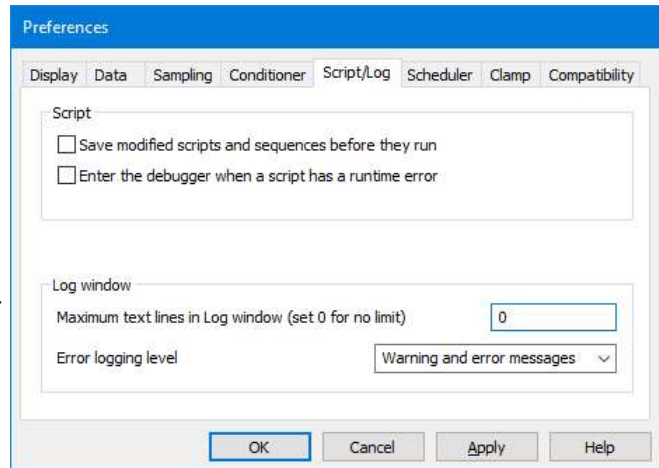 Preferences
Display Data Sampling Conditioner Script/Log Scheduler Clamp Compatibility
Script
Save modified scripts and sequences before they run
Enter the debugger when a script has a runtime error
Log window
Maximum text lines in Log window (set 0 for no limit) 0
Error logging level Warning and error messages
OK Cancel Apply Help